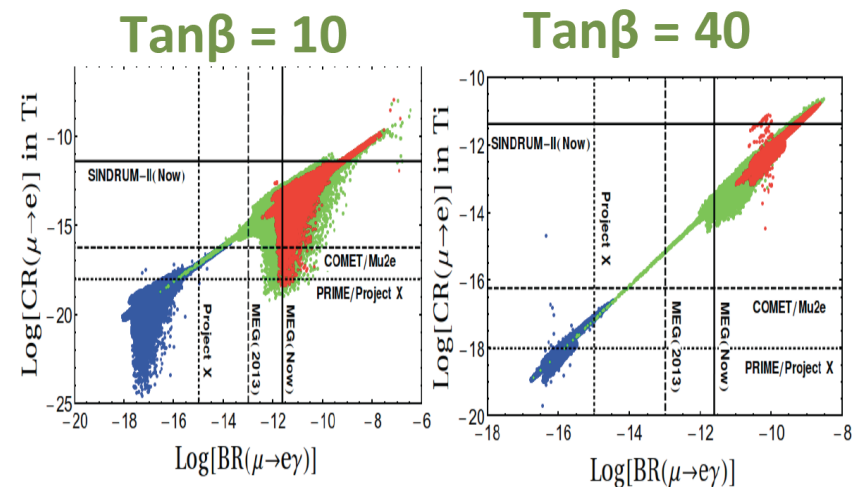 Tanβ = 10
Tanβ = 40
Log[CR(μ→e)] in Ti
−10
−15
−20
−25
SINDRUM−II(Now)
COMET/Mu2e
PRIME/Project X
Project X
MEG(2013)
MEG(Now)
−20
−18
−16
−14
−12
−10
−8
−6
Log[BR(μ→eγ)]
Log[CR(μ→e)] in Ti
−10
−12
−14
−16
−18
−20
SINDRUM−II(Now)
Project X
COMET/Mu2e
MEG(2013)
MEG(Now)
PRIME/Project X
−18
−16
−14
−12
−10
−8
Log[BR(μ→eγ)]